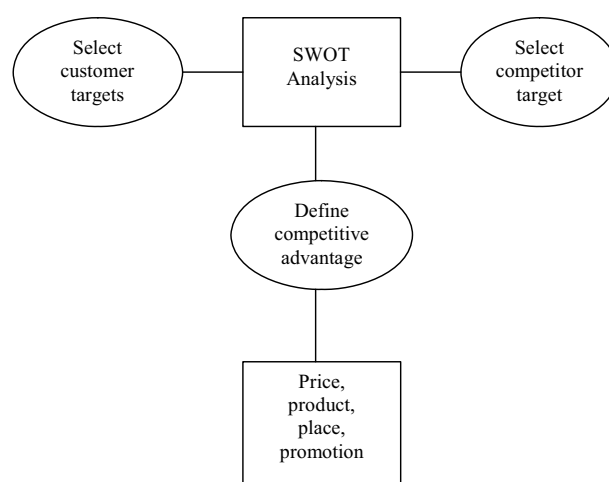 Select
customer
targets
SWOT
Analysis
Select
competitor
target
Define
competitive
advantage
Price,
product,
place,
promotion